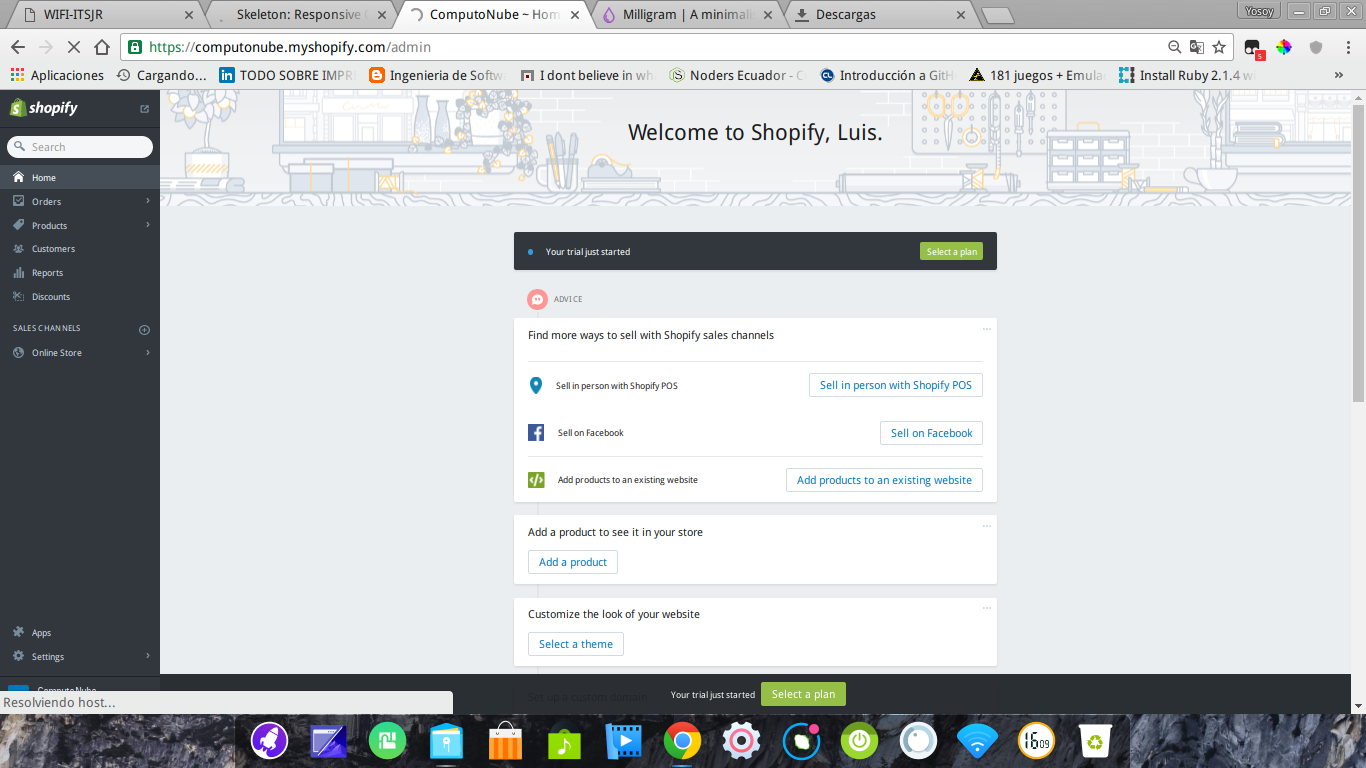 WIFI-ITSJR
Skeleton: Responsive C
ComputoNube ~ Hom
Milligram | A minimali
Descargas
Yosoy
https://computonube.myshopify.com/admin
5
Aplicaciones
Cargando...
TODO SOBRE IMPR
Ingenieria de Softw
I dont believe in wh
Noders Ecuador - C
Introducción a GitH
181 juegos + Emula
Install Ruby 2.1.4 w
»
shopify
Search
Home
Orders
Products
Customers
Reports
Discounts
SALES CHANNELS
Online Store
Apps
Settings
ComputoNube
Resolviendo host...
Welcome to Shopify, Luis.
Your trial just started
Select a plan
ADVICE
Find more ways to sell with Shopify sales channels
Sell in person with Shopify POS
Sell in person with Shopify POS
Sell on Facebook
Sell on Facebook
Add products to an existing website
Add products to an existing website
Add a product to see it in your store
Add a product
Customize the look of your website
Select a theme
Set up a custom domain
Your trial just started
Select a plan
16 09